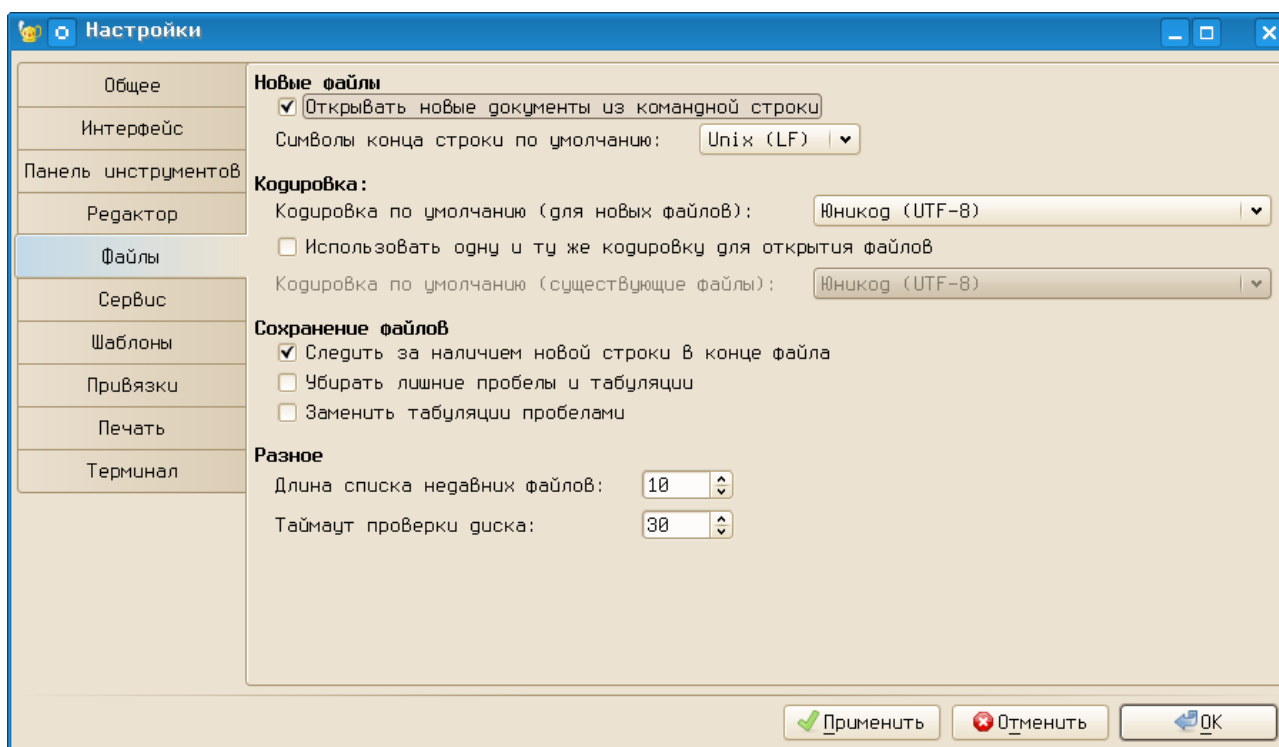 Настройки
Общее
Интерфейс
Панель инструментов
Редактор
Файлы
Сервис
Шаблоны
Привязки
Печать
Терминал
Новые файлы
Открывать новые документы из командной строки
Символы конца строки по умолчанию: Unix (LF)
Кодировка:
Кодировка по умолчанию (для новых файлов): Юникод (UTF-8)
Использовать одну и ту же кодировку для открытия файлов
Кодировка по умолчанию (существующие файлы): Юникод (UTF-8)
Сохранение файлов
Следить за наличием новой строки в конце файла
Убирать лишние пробелы и табуляции
Заменить табуляции пробелами
Разное
Длина списка недавних файлов: 10
Таймаут проверки диска: 30
Применить Отменить OK